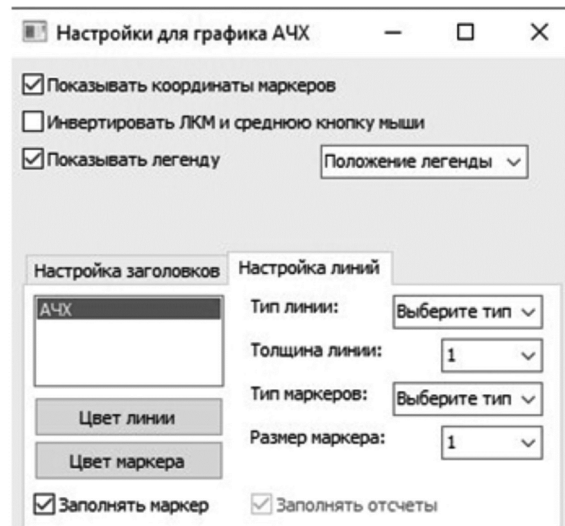 Настройки для графика АЧХ
Показывать координаты маркеров
Инвертировать ЛКМ и среднюю кнопку мыши
Показывать легенду
Положение легенды
Настройка заголовков
Настройка линий
АЧХ
Тип линии:
Выберите тип
Толщина линии:
1
Тип маркеров:
Выберите тип
Размер маркера:
1
Цвет линии
Цвет маркера
Заполнять маркер
Заполнять отсчеты